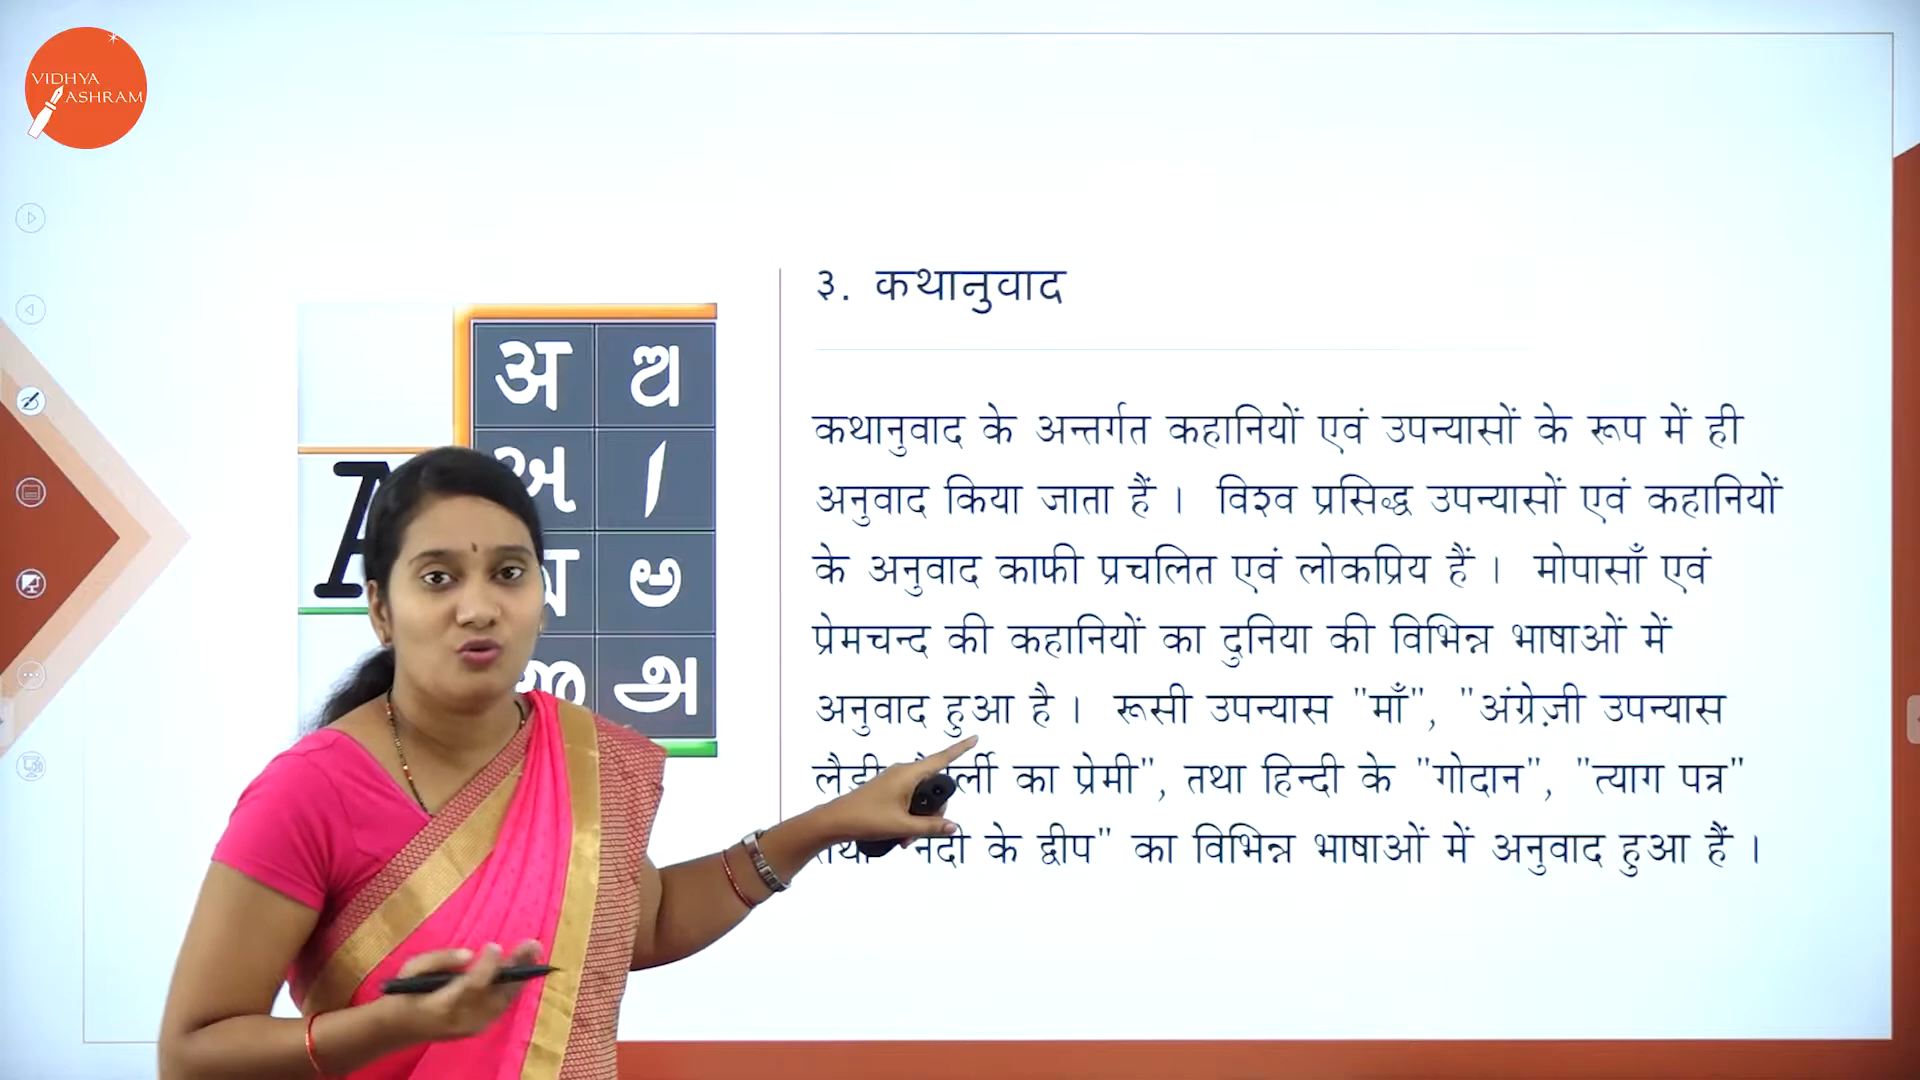 VIDHYA
ASHRAM
३. कथानुवाद
अ
A
अ
कथानुवाद के अन्तर्गत कहानियों एवं उपन्यासों के रूप में ही
अनुवाद किया जाता हैं । विश्व प्रसिद्ध उपन्यासों एवं कहानियों
के अनुवाद काफी प्रचलित एवं लोकप्रिय हैं । मोपासाँ एवं
प्रेमचन्द की कहानियों का दुनिया की विभिन्न भाषाओं में
अनुवाद हुआ है । रूसी उपन्यास "माँ", "अंग्रेज़ी उपन्यास
का प्रेमी", तथा हिन्दी के "गोदान", "त्याग पत्र"
के द्वीप" का विभिन्न भाषाओं में अनुवाद हुआ हैं ।